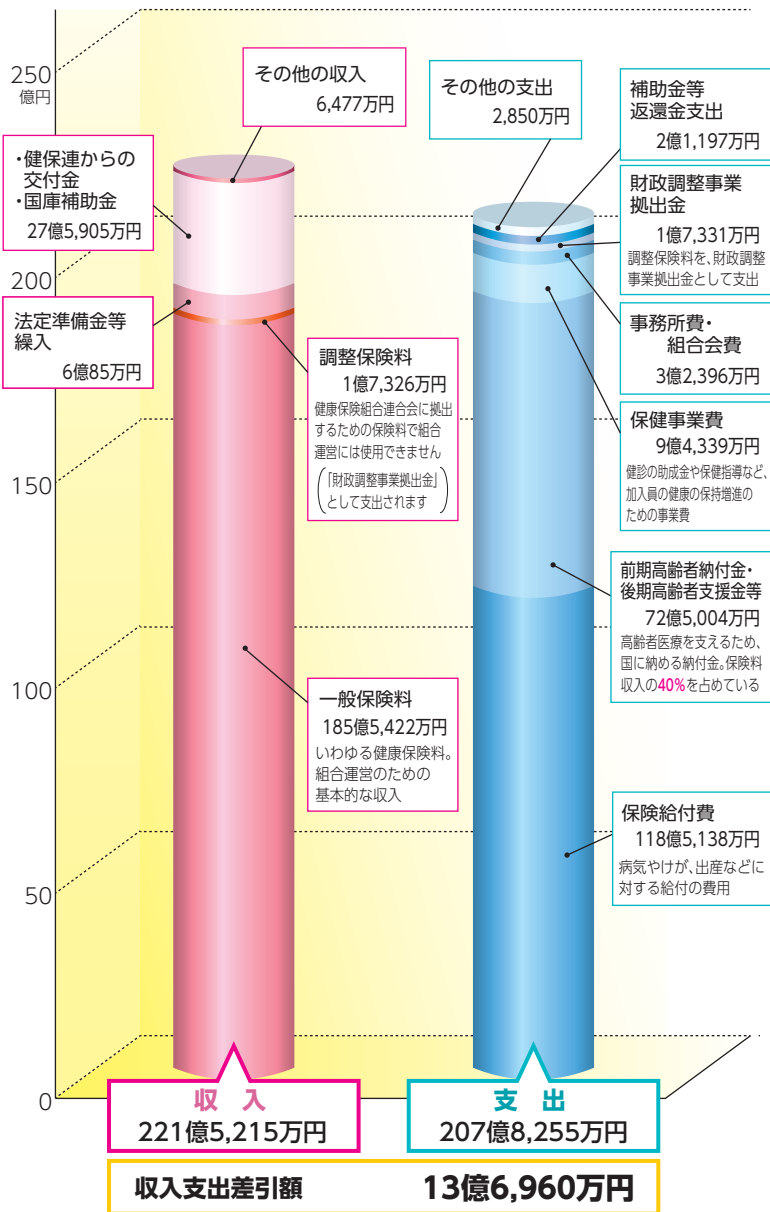 250
億円
200
150
100
50
0
その他の収入
6,477万円
・健保連からの
交付金
・国庫補助金
27億5,905万円
法定準備金等
繰入
6億85万円
調整保険料
1億7,326万円
健康保険組合連合会に拠出
するための保険料で組合
運営には使用できません
(「財政調整事業拠出金」
として支出されます)
一般保険料
185億5,422万円
いわゆる健康保険料。
組合運営のための
基本的な収入
その他の支出
2,850万円
補助金等
返還金支出
2億1,197万円
財政調整事業
拠出金
1億7,331万円
調整保険料を、財政調整
事業拠出金として支出
事務所費・
組合会費
3億2,396万円
保健事業費
9億4,339万円
健診の助成金や保健指導など、
加入員の健康の保持増進の
ための事業費
前期高齢者納付金・
後期高齢者支援金等
72億5,004万円
高齢者医療を支えるため、
国に納める納付金。保険料
収入の40%を占めている
保険給付費
118億5,138万円
病気やけが、出産などに
対する給付の費用
収入
221億5,215万円
支出
207億8,255万円
収入支出差引額 13億6,960万円